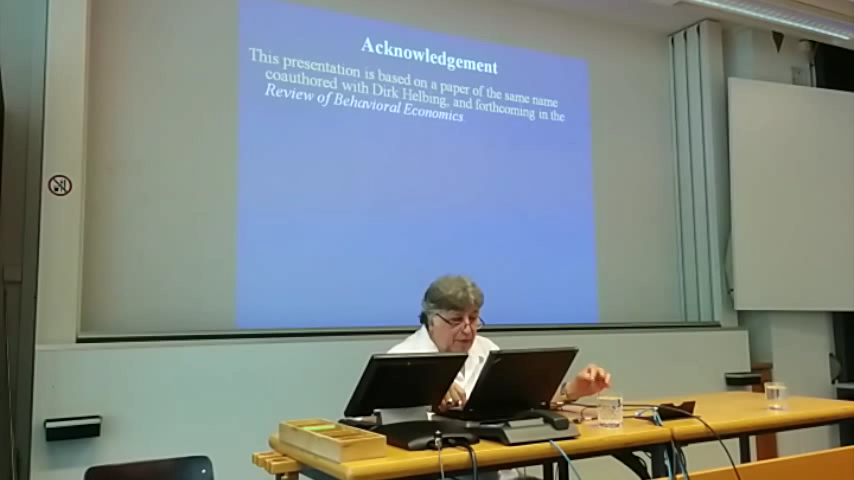 Acknowledgement
This presentation is based on a paper of the same name
coauthored with Dirk Helbing, and forthcoming in the
Review of Behavioral Economics.